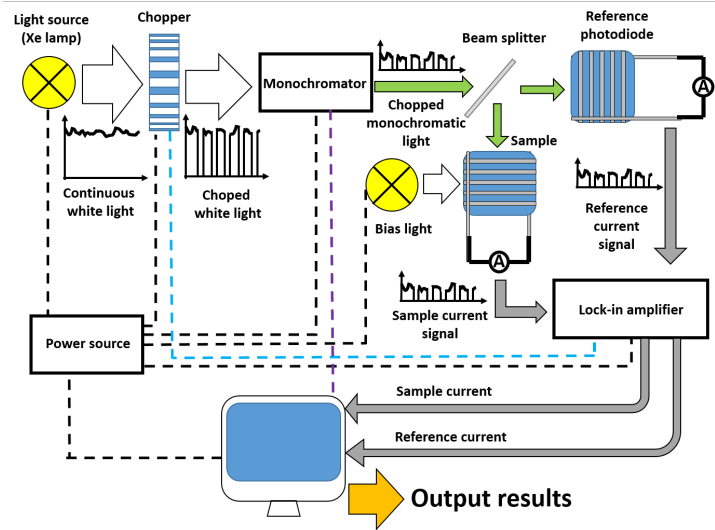 Light source
(Xe lamp)
Chopper
Reference
photodiode
Beam splitter
Monochromator
A
Chopped
monochromatic
light
Sample
Continuous
white light
Choped
white light
Bias light
Reference
current
signal
A
Sample current
signal
Lock-in amplifier
Power source
Sample current
Reference current
Output results